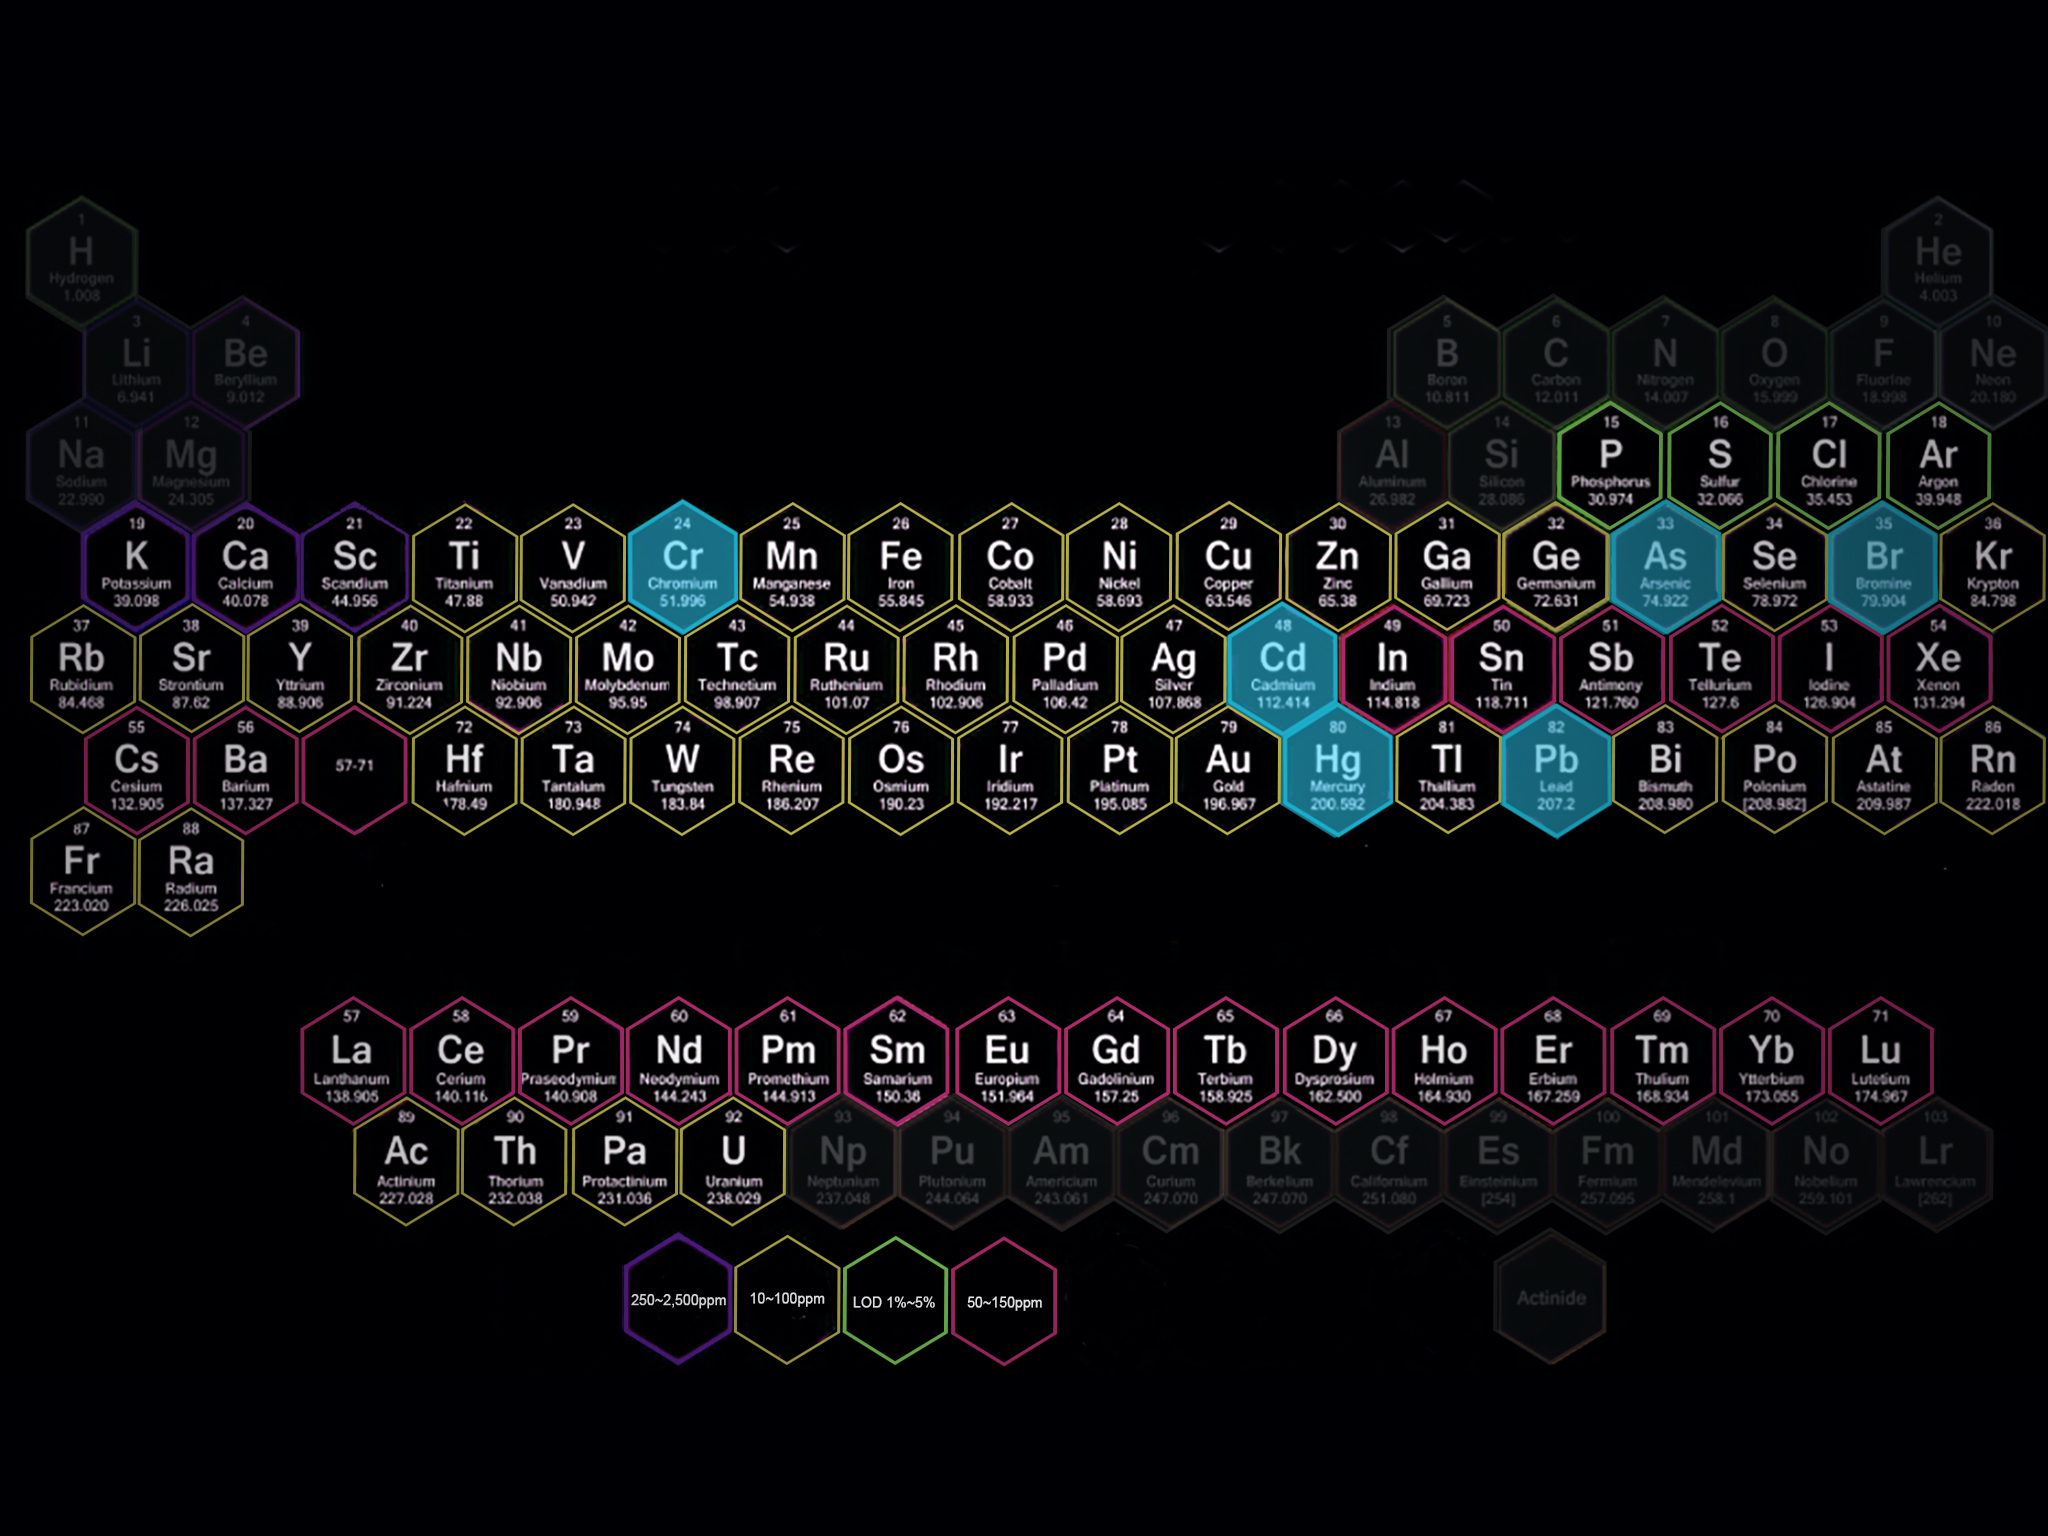 1
H
Hydrogen
1.008
2
He
Helium
4.003
3
Li
Lithium
6.941
4
Be
Beryllium
9.012
5
B
Boron
10.811
6
C
Carbon
12.011
7
N
Nitrogen
14.007
8
O
Oxygen
15.999
9
F
Fluorine
18.998
10
Ne
Neon
20.180
11
Na
Sodium
22.990
12
Mg
Magnesium
24.305
13
Al
Aluminum
26.982
14
Si
Silicon
28.086
15
P
Phosphorus
30.974
16
S
Sulfur
32.066
17
Cl
Chlorine
35.453
18
Ar
Argon
39.948
19
K
Potassium
39.098
20
Ca
Calcium
40.078
21
Sc
Scandium
44.956
22
Ti
Titanium
47.88
23
V
Vanadium
50.942
24
Cr
Chromium
51.996
25
Mn
Manganese
54.938
26
Fe
Iron
55.845
27
Co
Cobalt
58.933
28
Ni
Nickel
58.693
29
Cu
Copper
63.546
30
Zn
Zinc
65.38
31
Ga
Gallium
69.723
32
Ge
Germanium
72.631
33
As
Arsenic
74.922
34
Se
Selenium
78.972
35
Br
Bromine
79.904
36
Kr
Krypton
84.798
37
Rb
Rubidium
84.468
38
Sr
Strontium
87.62
39
Y
Yttrium
88.906
40
Zr
Zirconium
91.224
41
Nb
Niobium
92.906
42
Mo
Molybdenum
95.95
43
Tc
Technetium
98.907
44
Ru
Ruthenium
101.07
45
Rh
Rhodium
102.906
46
Pd
Palladium
106.42
47
Ag
Silver
107.868
48
Cd
Cadmium
112.414
49
In
Indium
114.818
50
Sn
Tin
118.711
51
Sb
Antimony
121.760
52
Te
Tellurium
127.6
53
I
Iodine
126.904
54
Xe
Xenon
131.294
55
Cs
Cesium
132.905
56
Ba
Barium
137.327
57-71
72
Hf
Hafnium
178.49
73
Ta
Tantalum
180.948
74
W
Tungsten
183.84
75
Re
Rhenium
186.207
76
Os
Osmium
190.23
77
Ir
Iridium
192.217
78
Pt
Platinum
195.085
79
Au
Gold
196.967
80
Hg
Mercury
200.592
81
Tl
Thallium
204.383
82
Pb
Lead
207.2
83
Bi
Bismuth
208.980
84
Po
Polonium
[208.982]
85
At
Astatine
209.987
86
Rn
Radon
222.018
87
Fr
Francium
223.020
88
Ra
Radium
226.025
57
La
Lanthanum
138.905
58
Ce
Cerium
140.116
59
Pr
Praseodymium
140.908
60
Nd
Neodymium
144.243
61
Pm
Promethium
144.913
62
Sm
Samarium
150.36
63
Eu
Europium
151.964
64
Gd
Gadolinium
157.25
65
Tb
Terbium
158.925
66
Dy
Dysprosium
162.500
67
Ho
Holmium
164.930
68
Er
Erbium
167.259
69
Tm
Thulium
168.934
70
Yb
Ytterbium
173.055
71
Lu
Lutetium
174.967
89
Ac
Actinium
227.028
90
Th
Thorium
232.038
91
Pa
Protactinium
231.036
92
U
Uranium
238.029
93
Np
Neptunium
237.048
94
Pu
Plutonium
244.064
95
Am
Americium
243.061
96
Cm
Curium
247.070
97
Bk
Berkelium
247.070
98
Cf
Californium
251.080
99
Es
Einsteinium
[254]
100
Fm
Fermium
257.095
101
Md
Mendelevium
258.1
102
No
Nobelium
259.101
103
Lr
Lawrencium
[262]
250~2,500ppm
10~100ppm
LOD 1%~5%
50~150ppm
Actinide